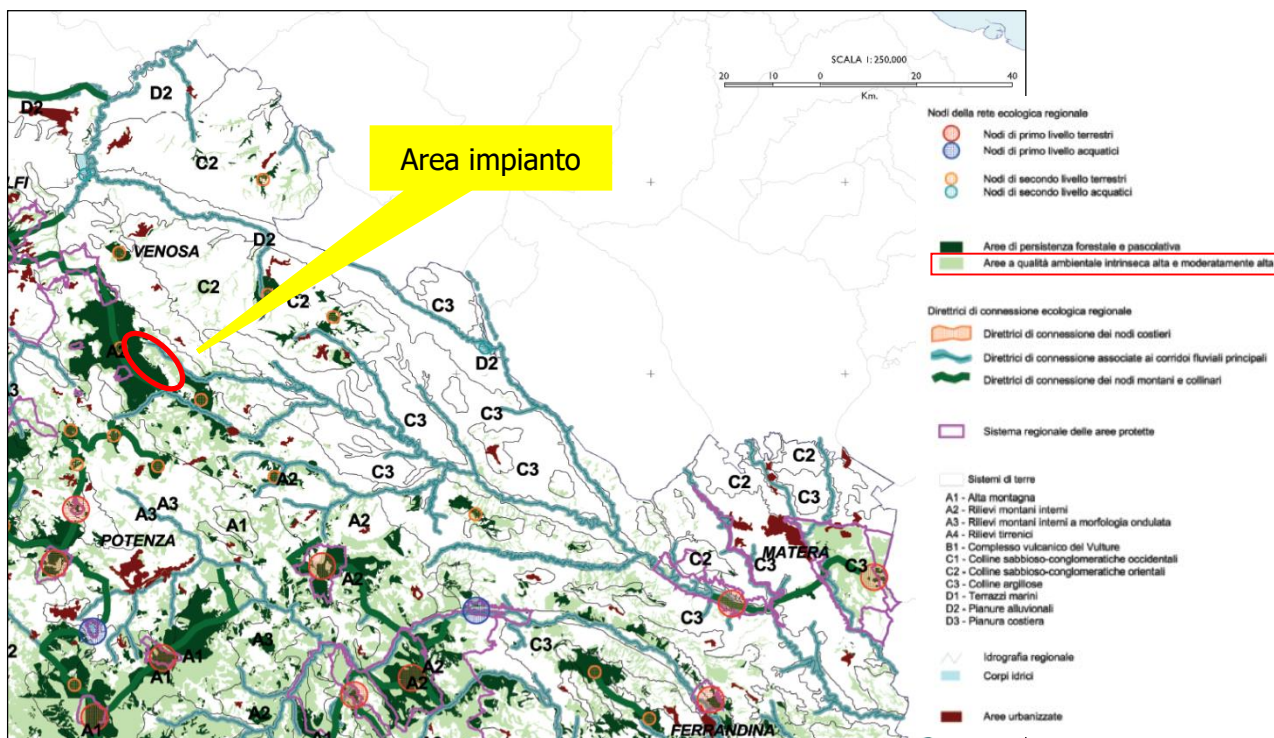 SCALA 1: 250,000
20 10 0 20 40
Km.
D2
D2
C2
Area impianto
LFI
VENOSA
D2
C2
C2
C3
D2
A2
3
C3
C3
C3
C3
A2
A3
A3
A1
A2
POTENZA
C2
C2
C3
MATERA
C2
C3
C3
A2
C3
C3
A3
A1
A1
A2
A2
2
A2
A1
FERRANDINA
Nodi della rete ecologica regionale
Nodi di primo livello terrestri
Nodi di primo livello acquatici
Nodi di secondo livello terrestri
Nodi di secondo livello acquatici
Aree di persistenza forestale e pascolativa
Aree a qualità ambientale intrinseca alta e moderatamente alta
Direttrici di connessione ecologica regionale
Direttrici di connessione dei nodi costieri
Direttrici di connessione associate ai corridoi fluviali principali
Direttrici di connessione dei nodi montani e collinari
Sistema regionale delle aree protette
Sistemi di terre
A1 - Alta montagna
A2 - Rilievi montani interni
A3 - Rilievi montani interni a morfologia ondulata
A4 - Rilievi tirrenici
B1 - Complesso vulcanico del Vulture
C1 - Colline sabbioso-conglomeratiche occidentali
C2 - Colline sabbioso-conglomeratiche orientali
C3 - Colline argillose
D1 - Terrazzi marini
D2 - Pianure alluvionali
D3 - Pianura costiera
Idrografia regionale
Corpi idrici
Aree urbanizzate